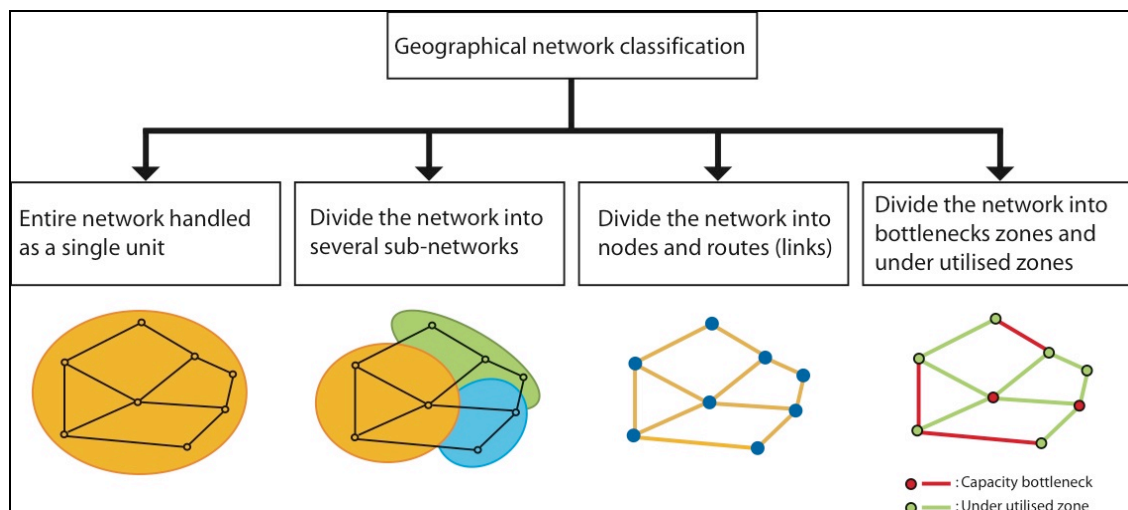 Geographical network classification
Entire network handled
as a single unit
Divide the network into
several sub-networks
Divide the network into
nodes and routes (links)
Divide the network into
bottlenecks zones and
under utilised zones
: Capacity bottleneck
: Under utilised zone